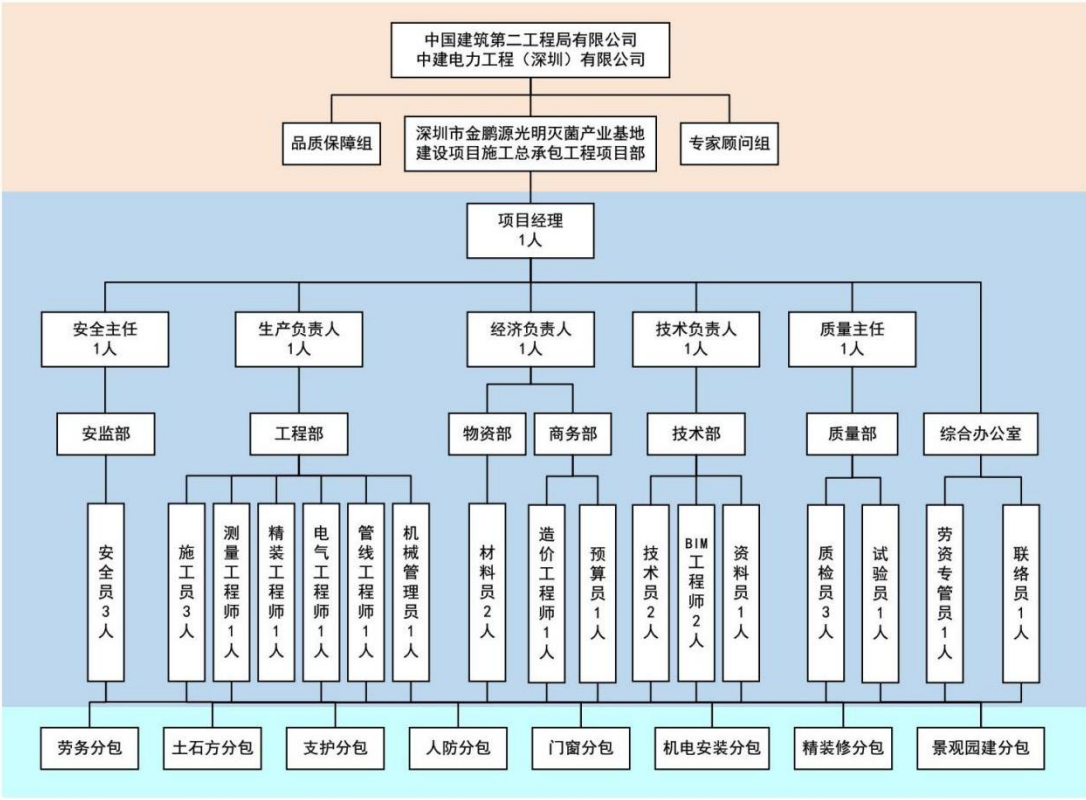 中国建筑第二工程局有限公司
中建电力工程（深圳）有限公司
品质保障组
深圳市金鹏源光明灭菌产业基地
建设项目施工总承包工程项目部
专家顾问组
项目经理
1人
安全主任
1人
生产负责人
1人
经济负责人
1人
技术负责人
1人
质量主任
1人
安监部
工程部
物资部
商务部
技术部
质量部
综合办公室
安全员3人
施工员3人
测量工程师1人
精装工程师1人
电气工程师1人
管线工程师1人
机械管理员1人
材料员2人
造价工程师1人
预算员1人
技术员2人
BIM工程师2人
资料员1人
质检员3人
试验员1人
劳资专管员1人
联络员1人
劳务分包
土石方分包
支护分包
人防分包
门窗分包
机电安装分包
精装修分包
景观园建分包